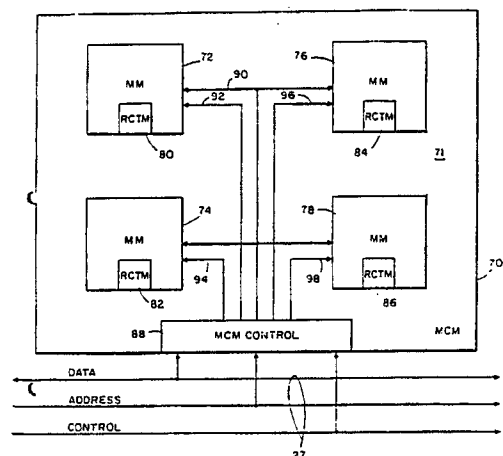 72
76
MM
90
MM
92
96
RCTM
RCTM
80
84
71
74
78
MM
MM
RCTM
94
98
RCTM
70
82
86
88
MCM CONTROL
MCM
DATA
ADDRESS
CONTROL